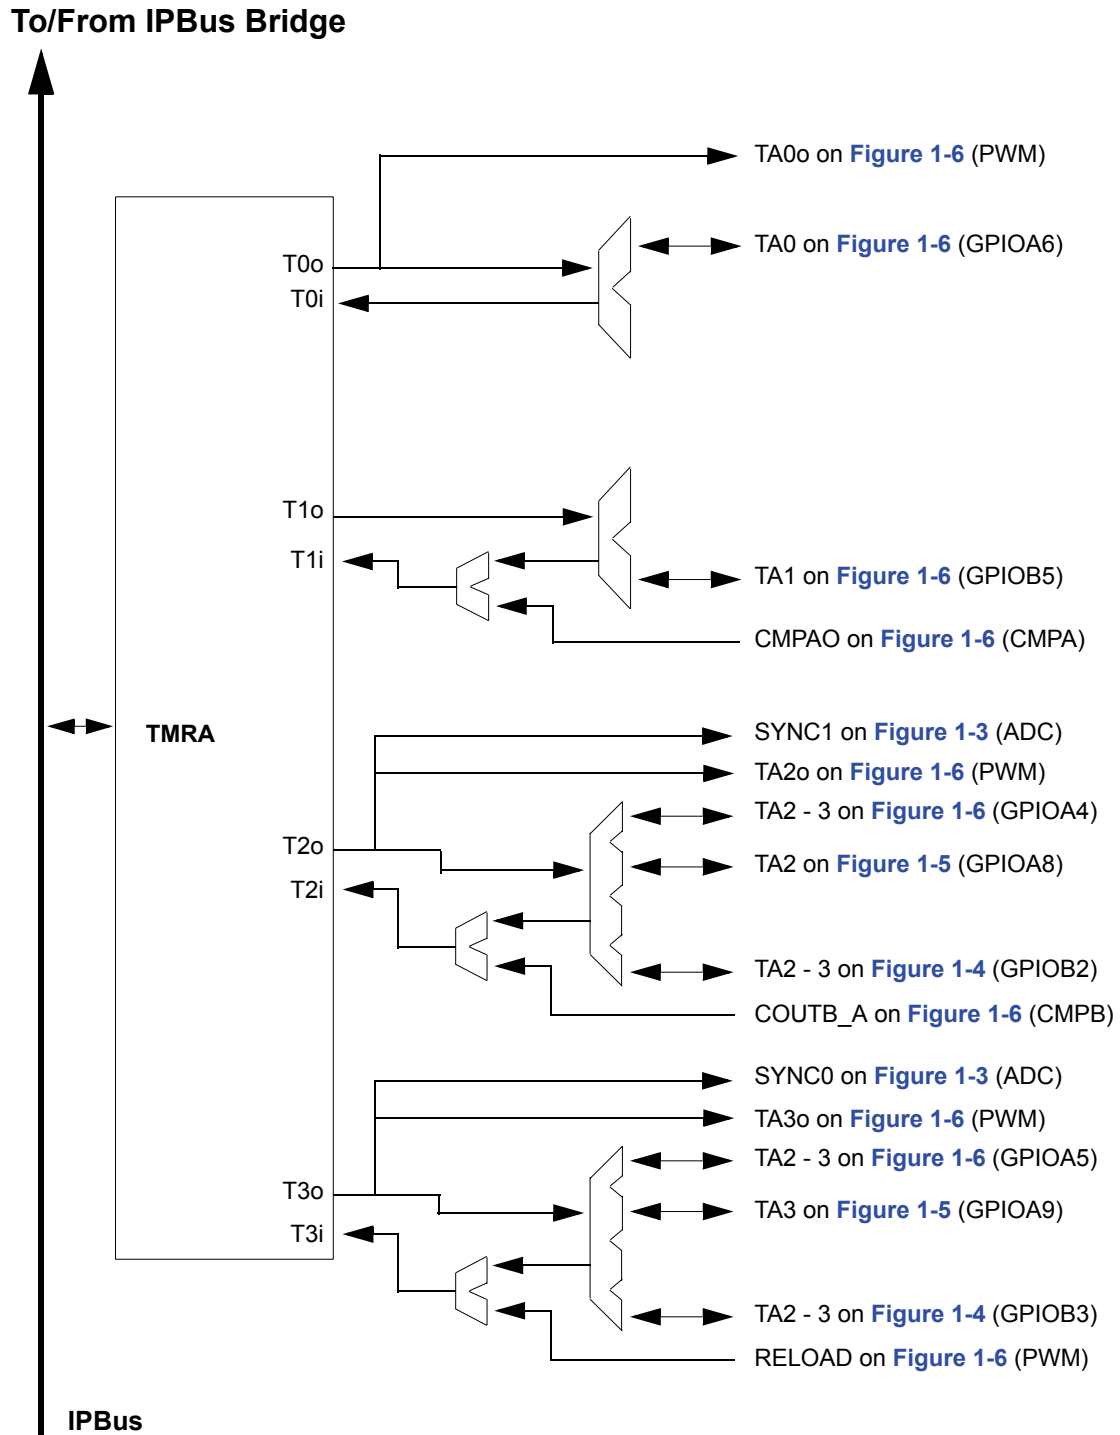 To/From IPBus Bridge
TA0o on Figure 1-6 (PWM)
TA0 on Figure 1-6 (GPIOA6)
T0o
T0i
T1o
T1i
TA1 on Figure 1-6 (GPIOB5)
CMPAO on Figure 1-6 (CMPA)
TMRA
SYNC1 on Figure 1-3 (ADC)
TA2o on Figure 1-6 (PWM)
TA2 - 3 on Figure 1-6 (GPIOA4)
T2o
TA2 on Figure 1-5 (GPIOA8)
T2i
TA2 - 3 on Figure 1-4 (GPIOB2)
COUTB_A on Figure 1-6 (CMPB)
SYNC0 on Figure 1-3 (ADC)
TA3o on Figure 1-6 (PWM)
TA2 - 3 on Figure 1-6 (GPIOA5)
T3o
TA3 on Figure 1-5 (GPIOA9)
T3i
TA2 - 3 on Figure 1-4 (GPIOB3)
RELOAD on Figure 1-6 (PWM)
IPBus